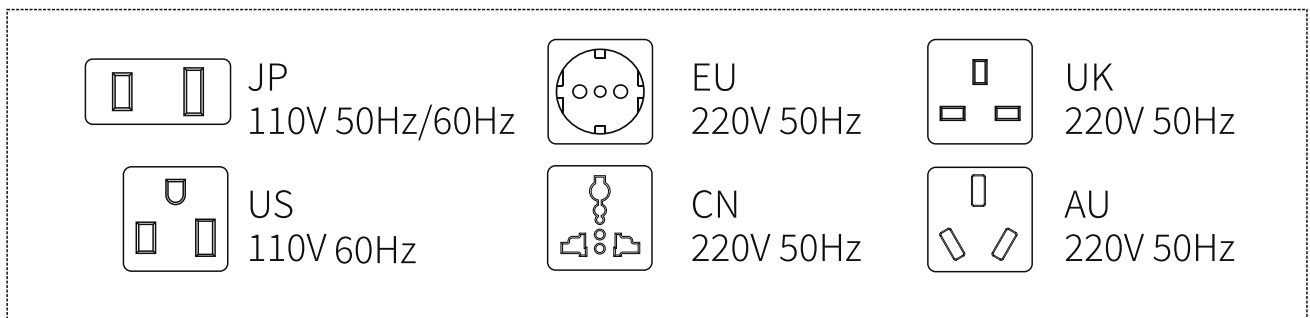 JP
110V 50Hz/60Hz
EU
220V 50Hz
UK
220V 50Hz
US
110V 60Hz
CN
220V 50Hz
AU
220V 50Hz